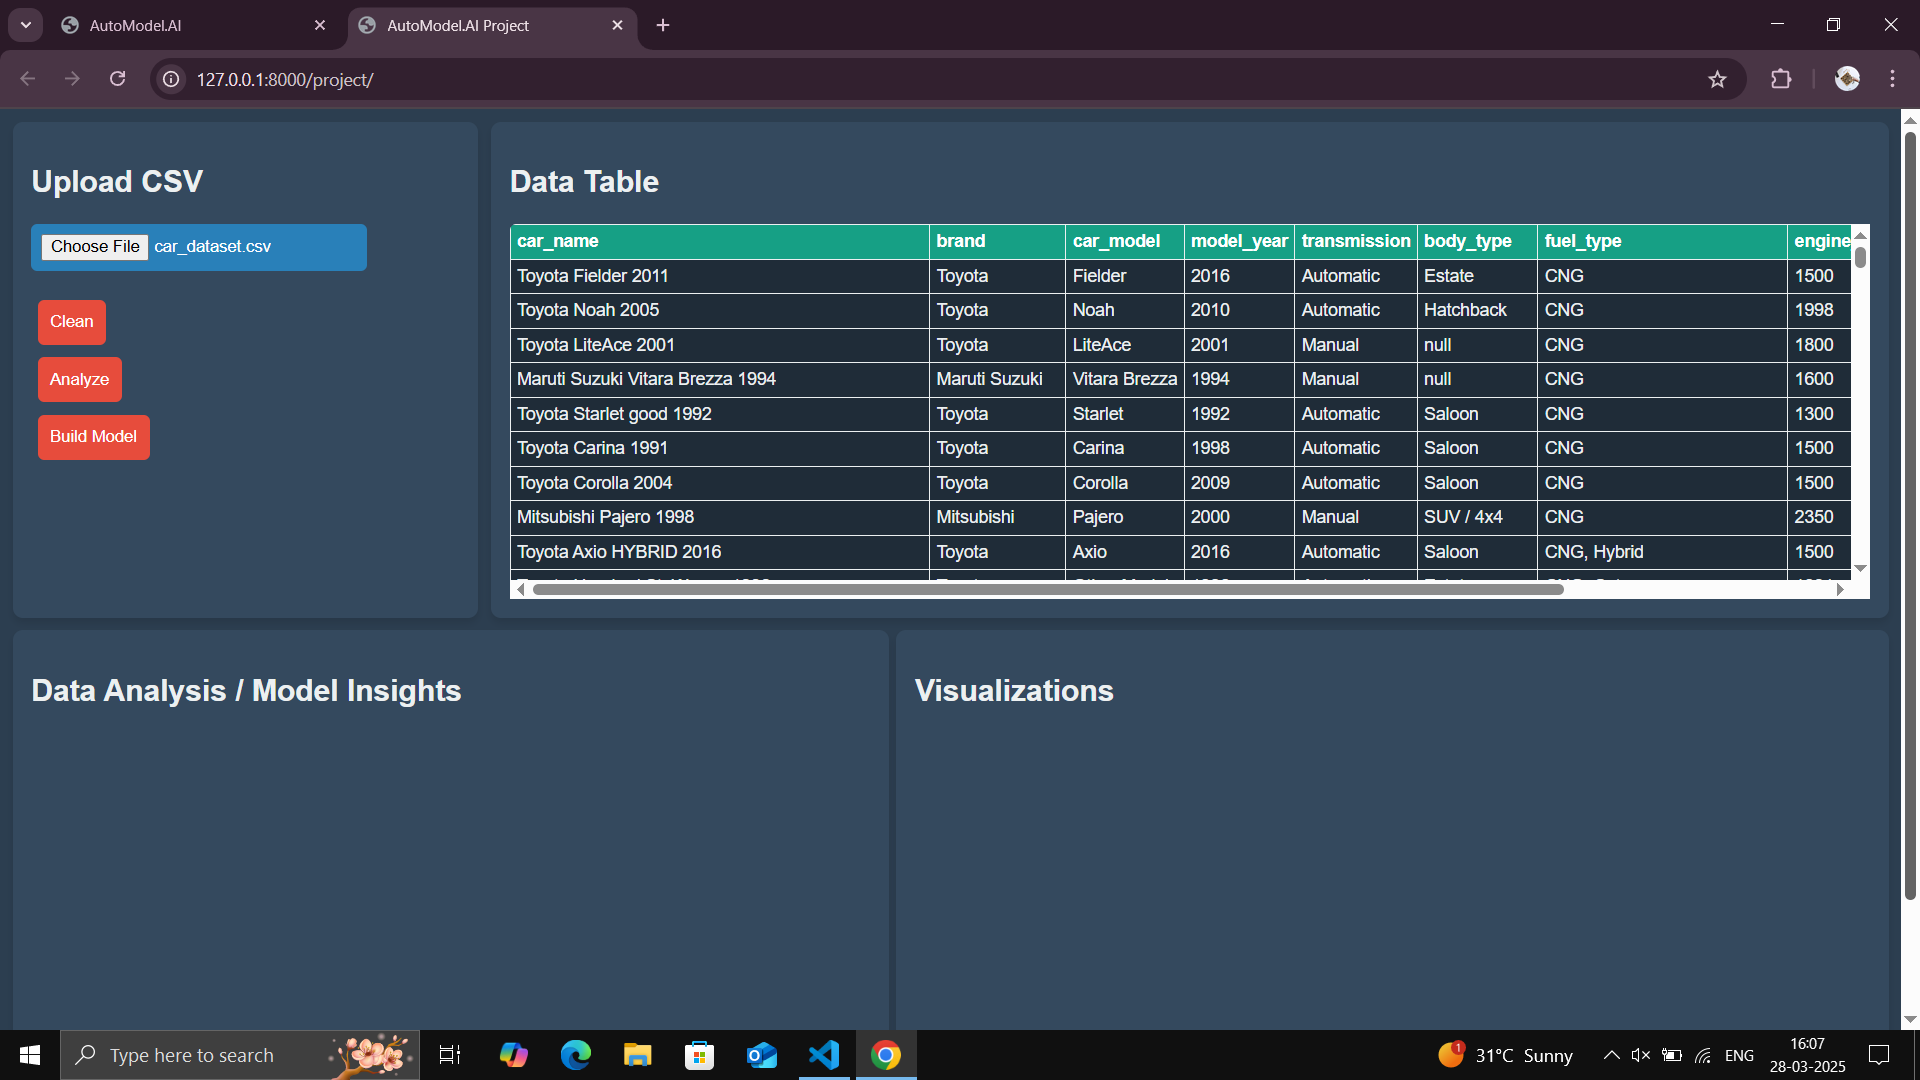 AutoModel.AI
AutoModel.AI Project
127.0.0.1:8000/project/
Upload CSV
Choose File car_dataset.csv
Clean
Analyze
Build Model
Data Table
car_name brand car_model model_year transmission body_type fuel_type engine
Toyota Fielder 2011 Toyota Fielder 2016 Automatic Estate CNG 1500
Toyota Noah 2005 Toyota Noah 2010 Automatic Hatchback CNG 1998
Toyota LiteAce 2001 Toyota LiteAce 2001 Manual null CNG 1800
Maruti Suzuki Vitara Brezza 1994 Maruti Suzuki Vitara Brezza 1994 Manual null CNG 1600
Toyota Starlet good 1992 Toyota Starlet 1992 Automatic Saloon CNG 1300
Toyota Carina 1991 Toyota Carina 1998 Automatic Saloon CNG 1500
Toyota Corolla 2004 Toyota Corolla 2009 Automatic Saloon CNG 1500
Mitsubishi Pajero 1998 Mitsubishi Pajero 2000 Manual SUV / 4x4 CNG 2350
Toyota Axio HYBRID 2016 Toyota Axio 2016 Automatic Saloon CNG, Hybrid 1500
Data Analysis / Model Insights
Visualizations
Type here to search
1
31°C Sunny
ENG
16:07
28-03-2025